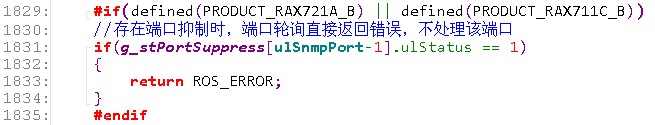 1829: #if(defined(PRODUCT_RAX721A_B) || defined(PRODUCT_RAX711C_B))
1830: //存在端口抑制时，端口轮询直接返回错误，不处理该端口
1831: if(g_stPortSuppress[ulSnmpPort-1].ulStatus == 1)
1832: {
1833: return ROS_ERROR;
1834: }
1835: #endif